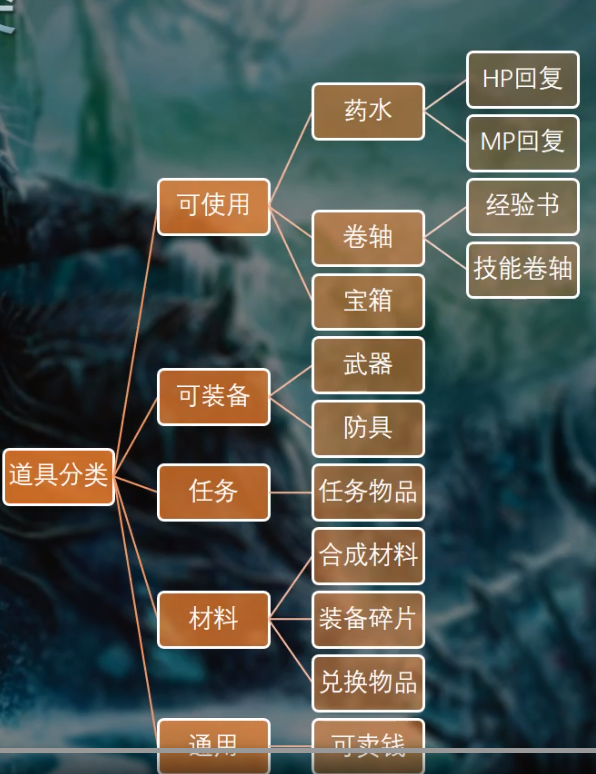 HP回复
药水
MP回复
可使用
经验书
卷轴
技能卷轴
宝箱
武器
可装备
防具
道具分类
任务
任务物品
合成材料
材料
装备碎片
兑换物品
通用
可卖钱